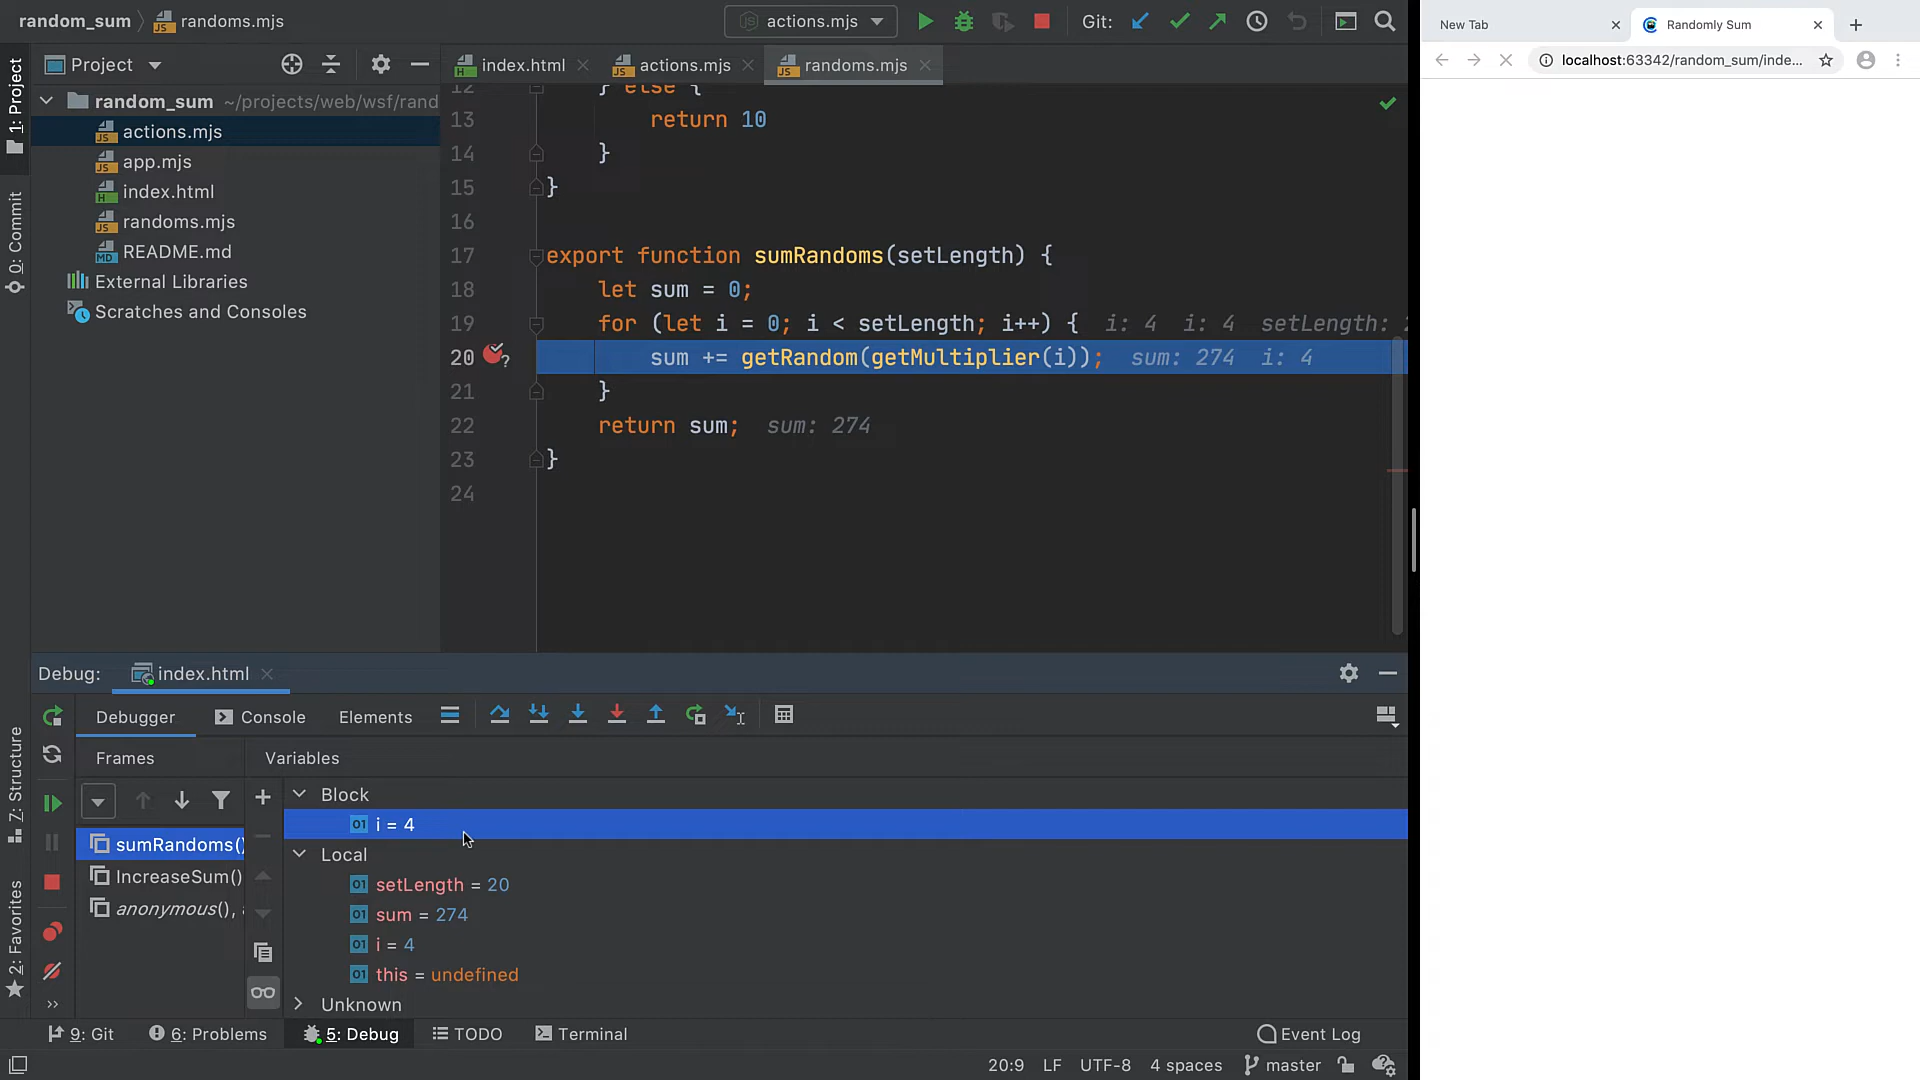 random_sum randoms.mjs
actions.mjs
Git:
New Tab
Randomly Sum
localhost:63342/random_sum/inde...
1: Project
0: Commit
Project
random_sum ~/projects/web/wsf/rand
actions.mjs
app.mjs
index.html
randoms.mjs
README.md
External Libraries
Scratches and Consoles
index.html
actions.mjs
randoms.mjs
12 } else {
13 return 10
14 }
15 }
16
17 export function sumRandoms(setLength) {
18 let sum = 0;
19 for (let i = 0; i < setLength; i++) { i: 4 i: 4 setLength:
20 sum += getRandom(getMultiplier(i)); sum: 274 i: 4
21 }
22 return sum; sum: 274
23 }
24
Debug: index.html
Debugger Console Elements
Frames
Variables
sumRandoms()
IncreaseSum()
anonymous(),
Block
01 i = 4
Local
01 setLength = 20
01 sum = 274
01 i = 4
01 this = undefined
Unknown
Z: Structure
2: Favorites
9: Git 6: Problems 5: Debug TODO Terminal
Event Log
20:9 LF UTF-8 4 spaces master